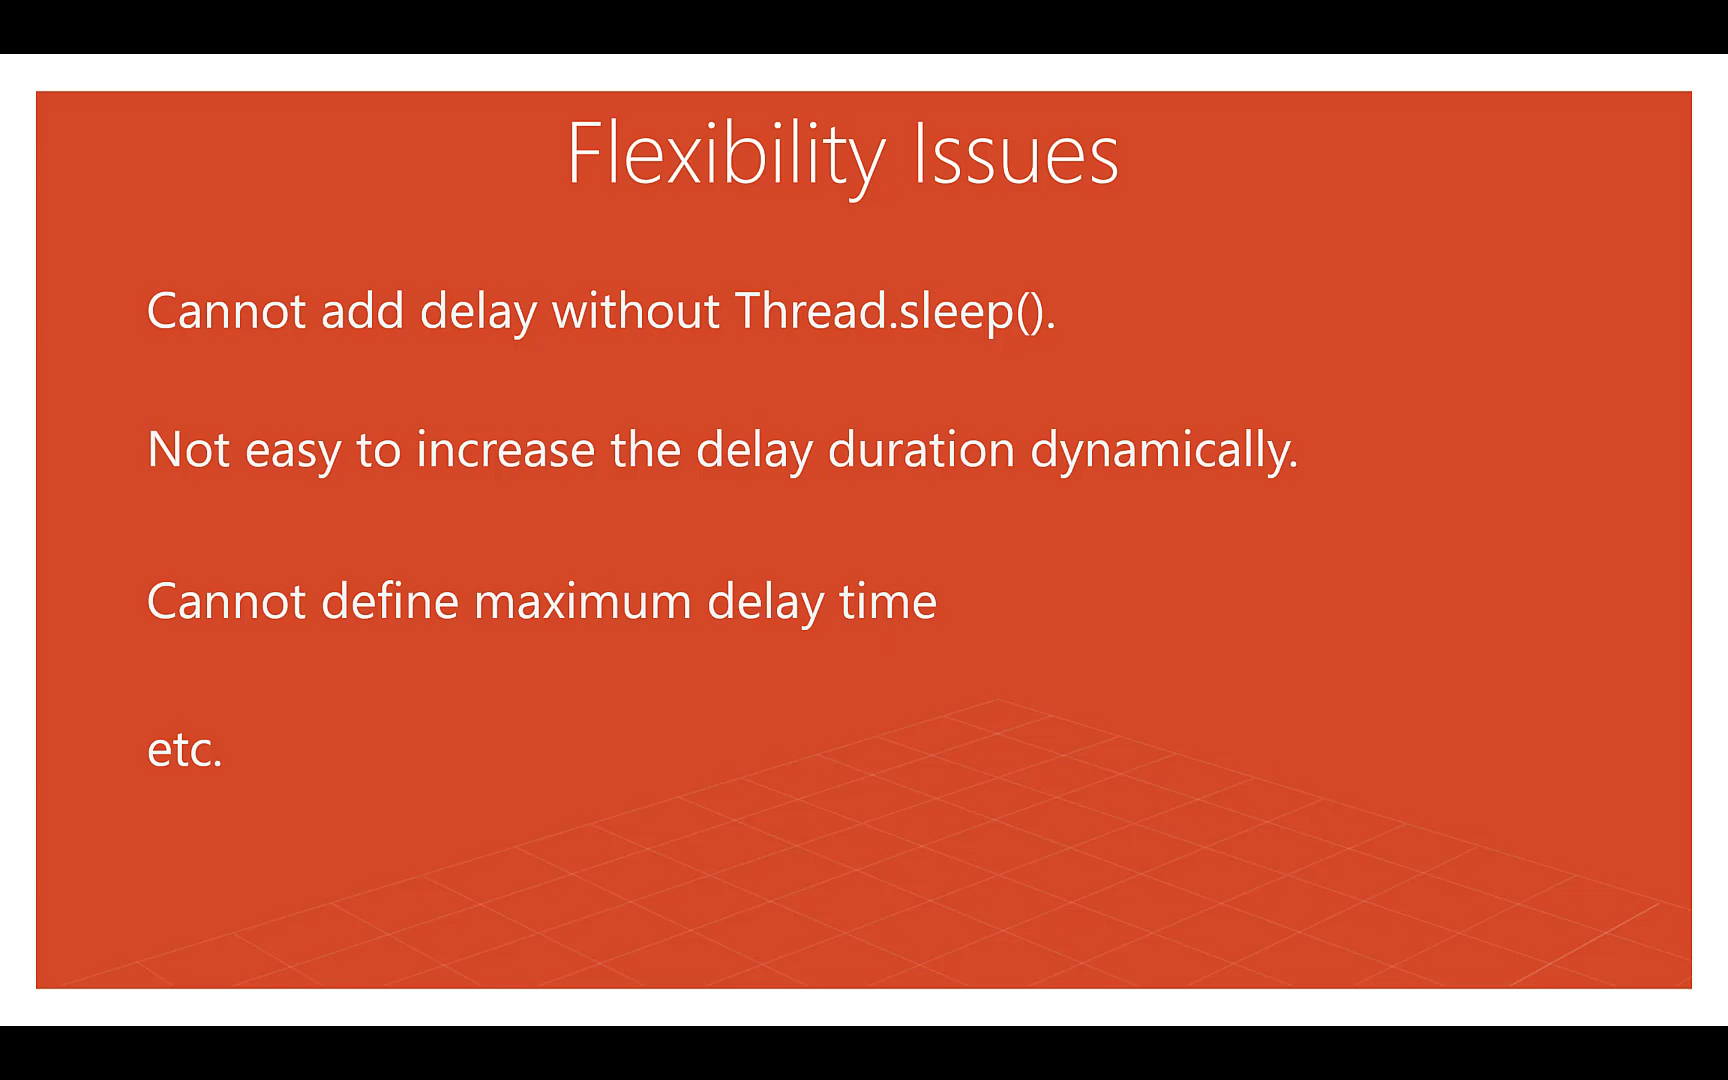 Flexibility Issues
Cannot add delay without Thread.sleep().
Not easy to increase the delay duration dynamically.
Cannot define maximum delay time
etc.